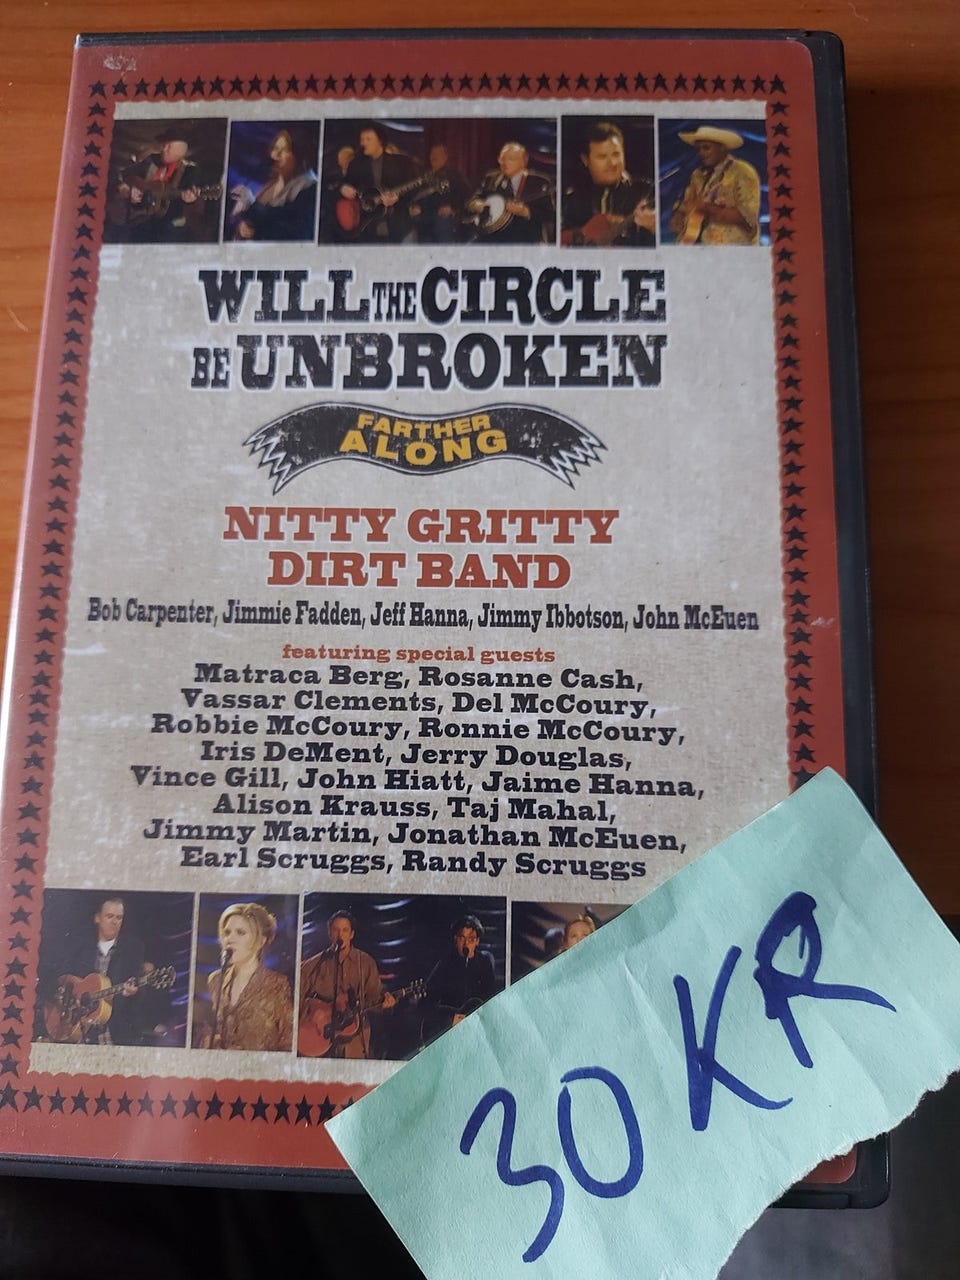 WILL THE CIRCLE
BE UNBROKEN
FARTHER
ALONG
NITTY GRITTY
DIRT BAND
Bob Carpenter, Jimmie Fadden, Jeff Hanna, Jimmy Ibbotson, John McEuen
featuring special guests
Matraca Berg, Rosanne Cash,
Vassar Clements, Del McCoury,
Robbie McCoury, Ronnie McCoury,
Iris DeMent, Jerry Douglas,
Vince Gill, John Hiatt, Jaime Hanna,
Alison Krauss, Taj Mahal,
Jimmy Martin, Jonathan McEuen,
Earl Scruggs, Randy Scruggs
30 KR